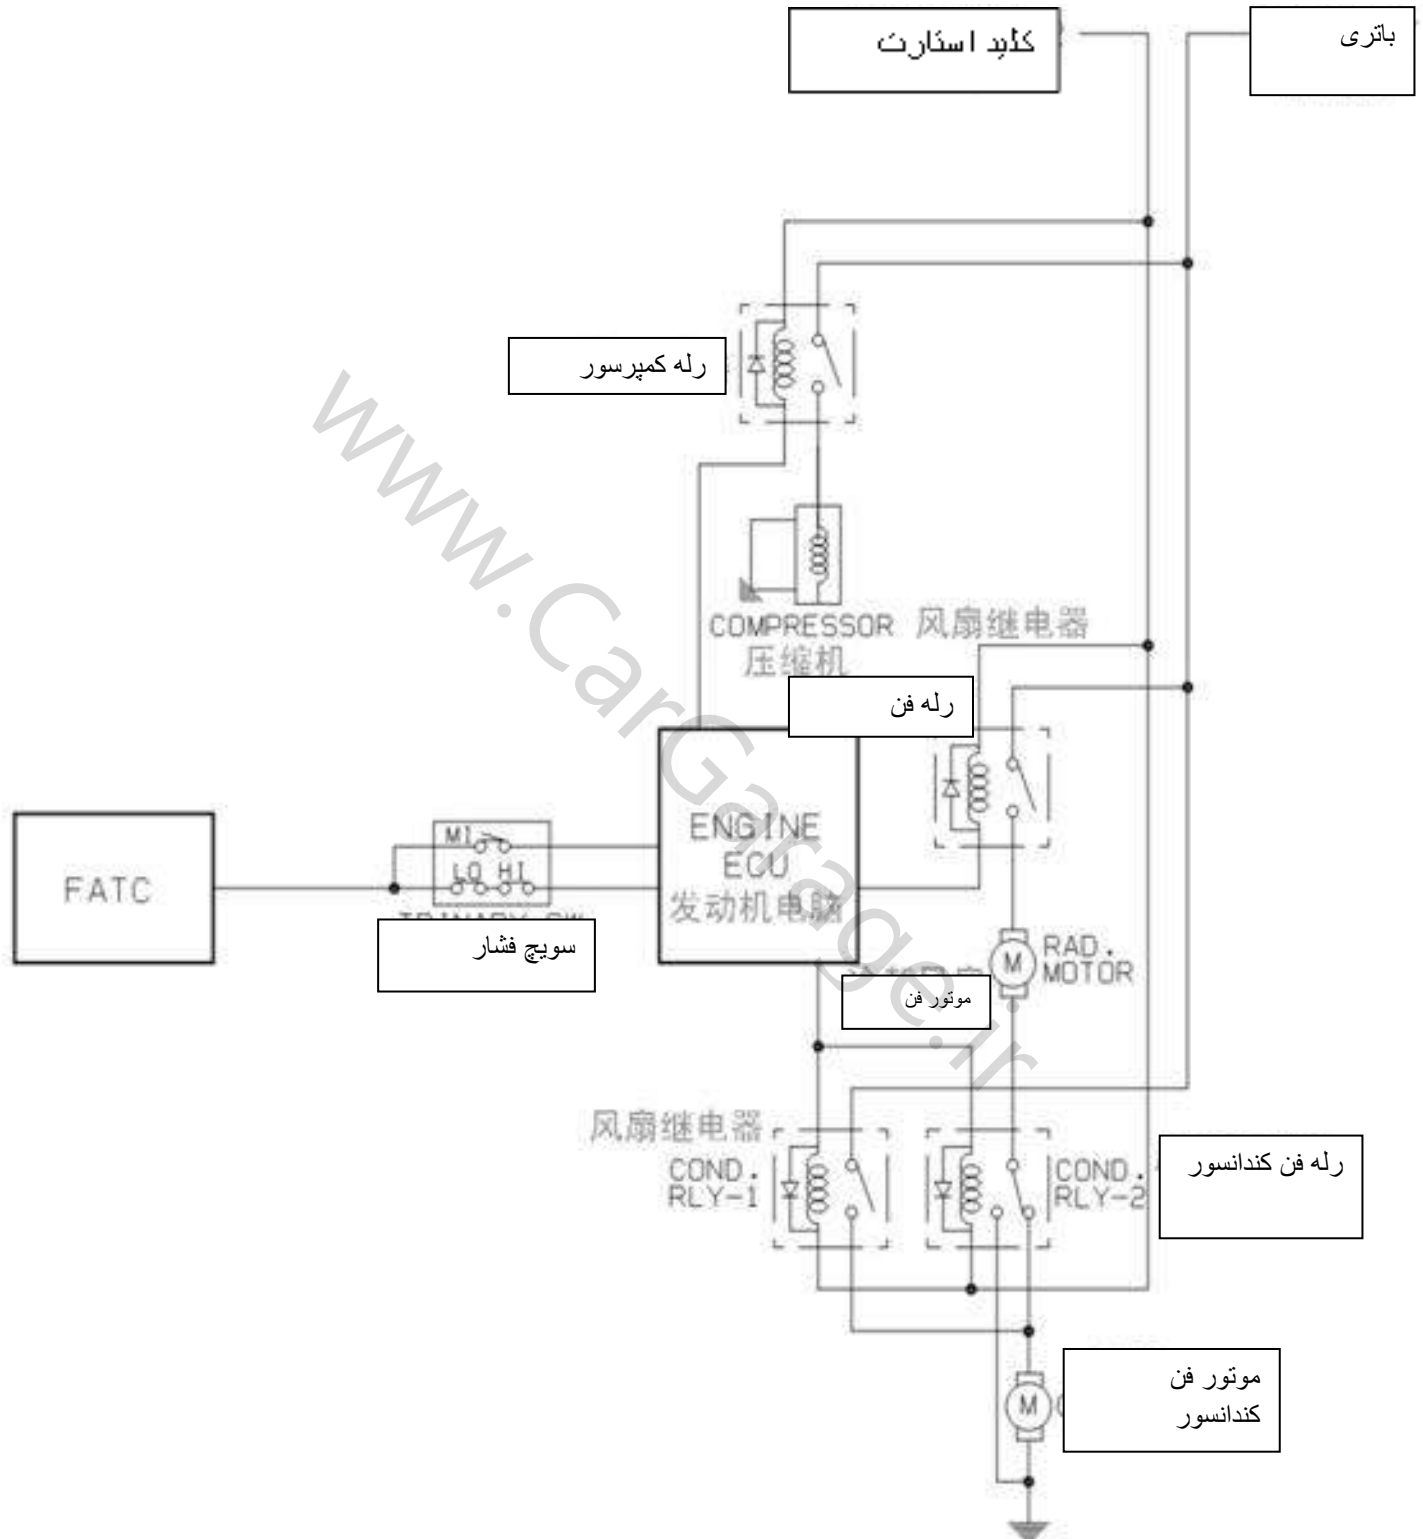 کلید استارت
باتری
رله کمپرسور
COMPRESSOR
压缩机
风扇继电器
رله فن
ENGINE
ECU
发动机电脑
FATC
MI
LO HI
سویچ فشار
RAD.
MOTOR
موتور فن
风扇继电器
COND.
RLY-1
COND.
RLY-2
رله فن کندانسور
M
M
موتور فن
کندانسور
www.CarGarage.ir